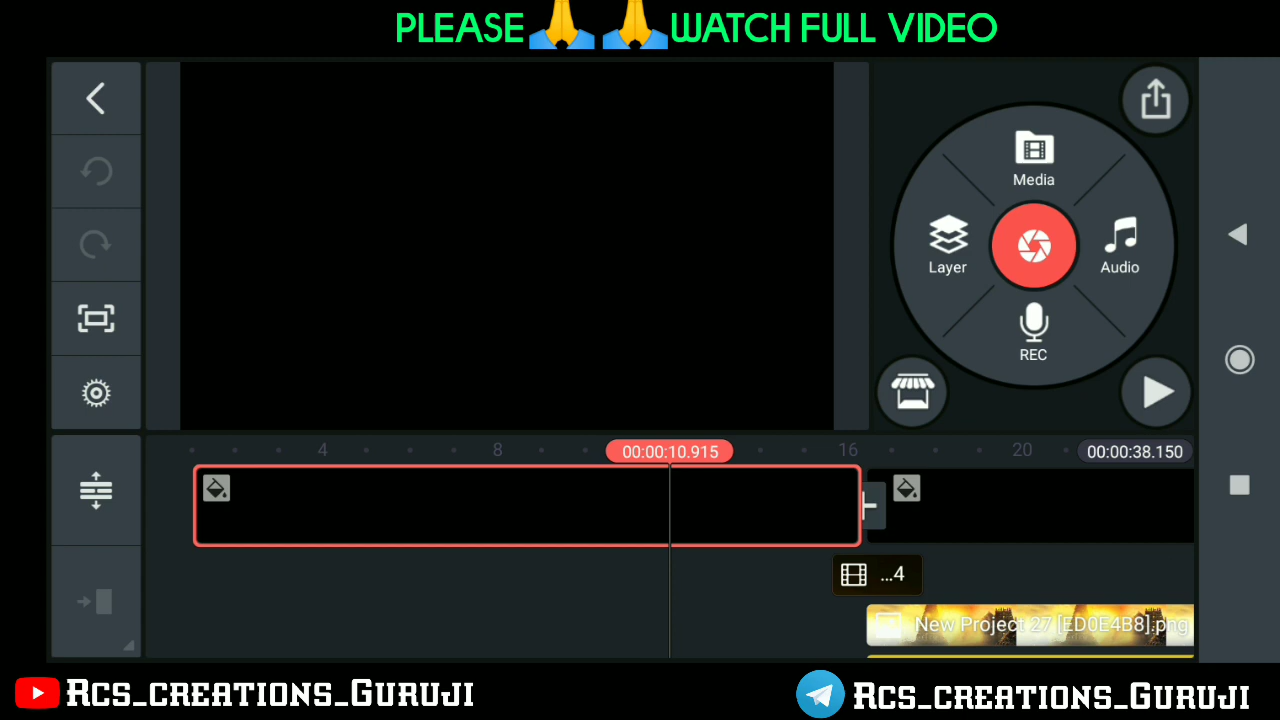 PLEASE🙏 🙏WATCH FULL VIDEO
Media
Layer
Audio
REC
4
8
00:00:10.915
16
20
00:00:38.150
...4
New Project 27 [ED0E4B8].png
Rcs_creations_Guruji
Rcs_creations_Guruji